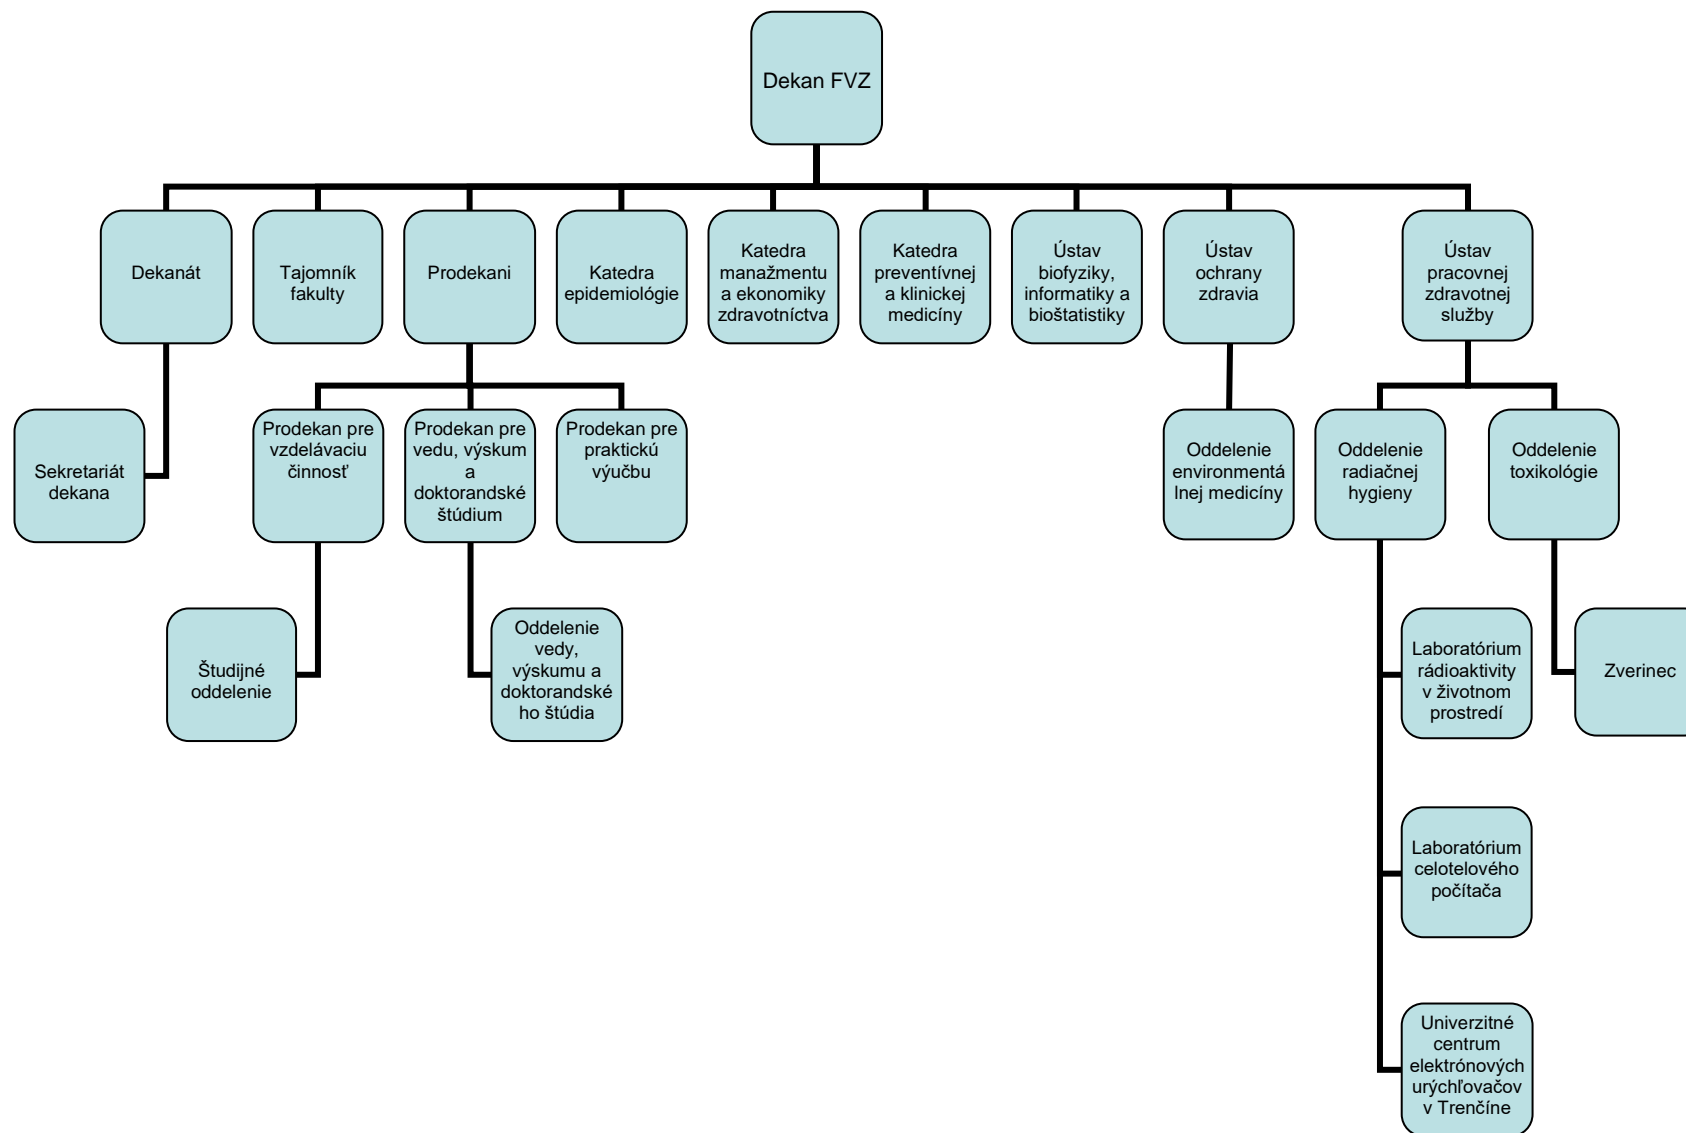 Dekan FVZ
Dekanát
Tajomník
fakulty
Prodekani
Katedra
epidemiológie
Katedra
manažmentu
a ekonomiky
zdravotníctva
Katedra
preventívnej
a klinickej
medicíny
Ústav
biofyziky,
informatiky a
bioštatistiky
Ústav
ochrany
zdravia
Ústav
pracovnej
zdravotnej
služby
Sekretariát
dekana
Prodekan pre
vzdelávaciu
činnosť
Prodekan pre
vedu, výskum
a
doktorandské
štúdium
Prodekan pre
praktickú
výučbu
Oddelenie
environmentá
lnej medicíny
Oddelenie
radiačnej
hygieny
Oddelenie
toxikológie
Študijné
oddelenie
Oddelenie
vedy,
výskumu a
doktorandské
ho štúdia
Laboratórium
rádioaktivity
v životnom
prostredí
Zverinec
Laboratórium
celotelového
počítača
Univerzitné
centrum
elektrónových
urýchľovačov
v Trenčíne